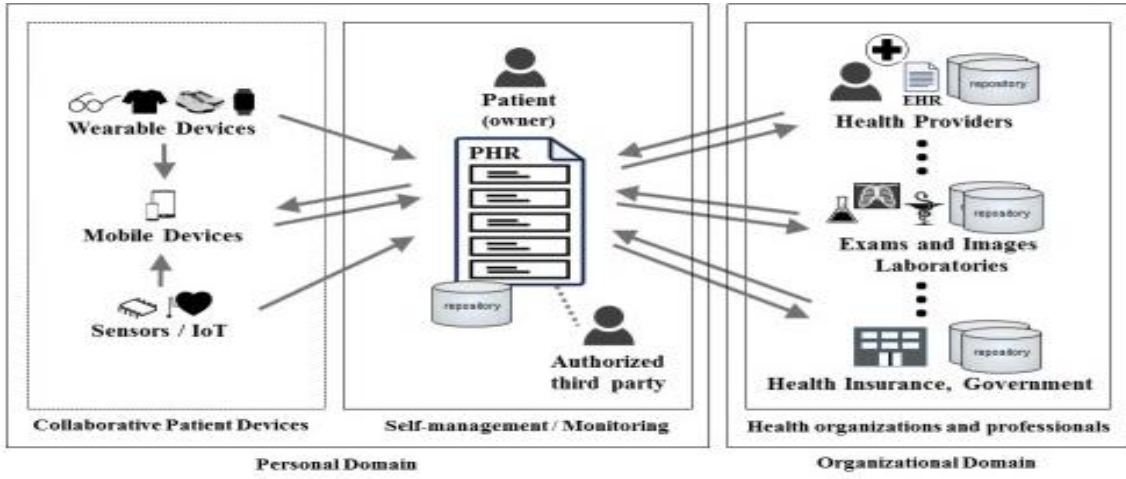 Wearable Devices
Mobile Devices
Sensors / IoT
Collaborative Patient Devices
Patient
(owner)
PHR
repository
Authorized
third party
Self-management / Monitoring
Personal Domain
EHR
repository
Health Providers
repository
Exams and Images
Laboratories
repository
Health Insurance, Government
Health organizations and professionals
Organizational Domain